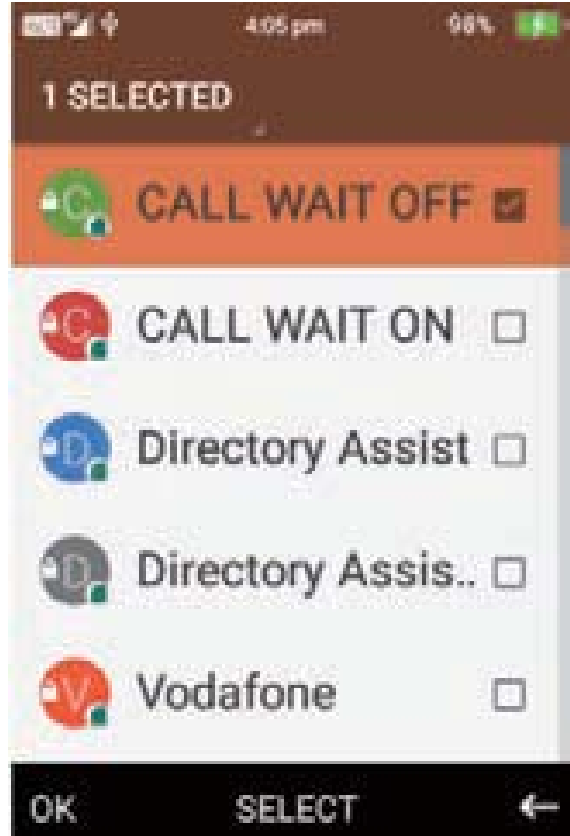 4:05 pm 98%
1 SELECTED
C CALL WAIT OFF
C CALL WAIT ON
D Directory Assist
D Directory Assis..
V Vodafone
OK SELECT